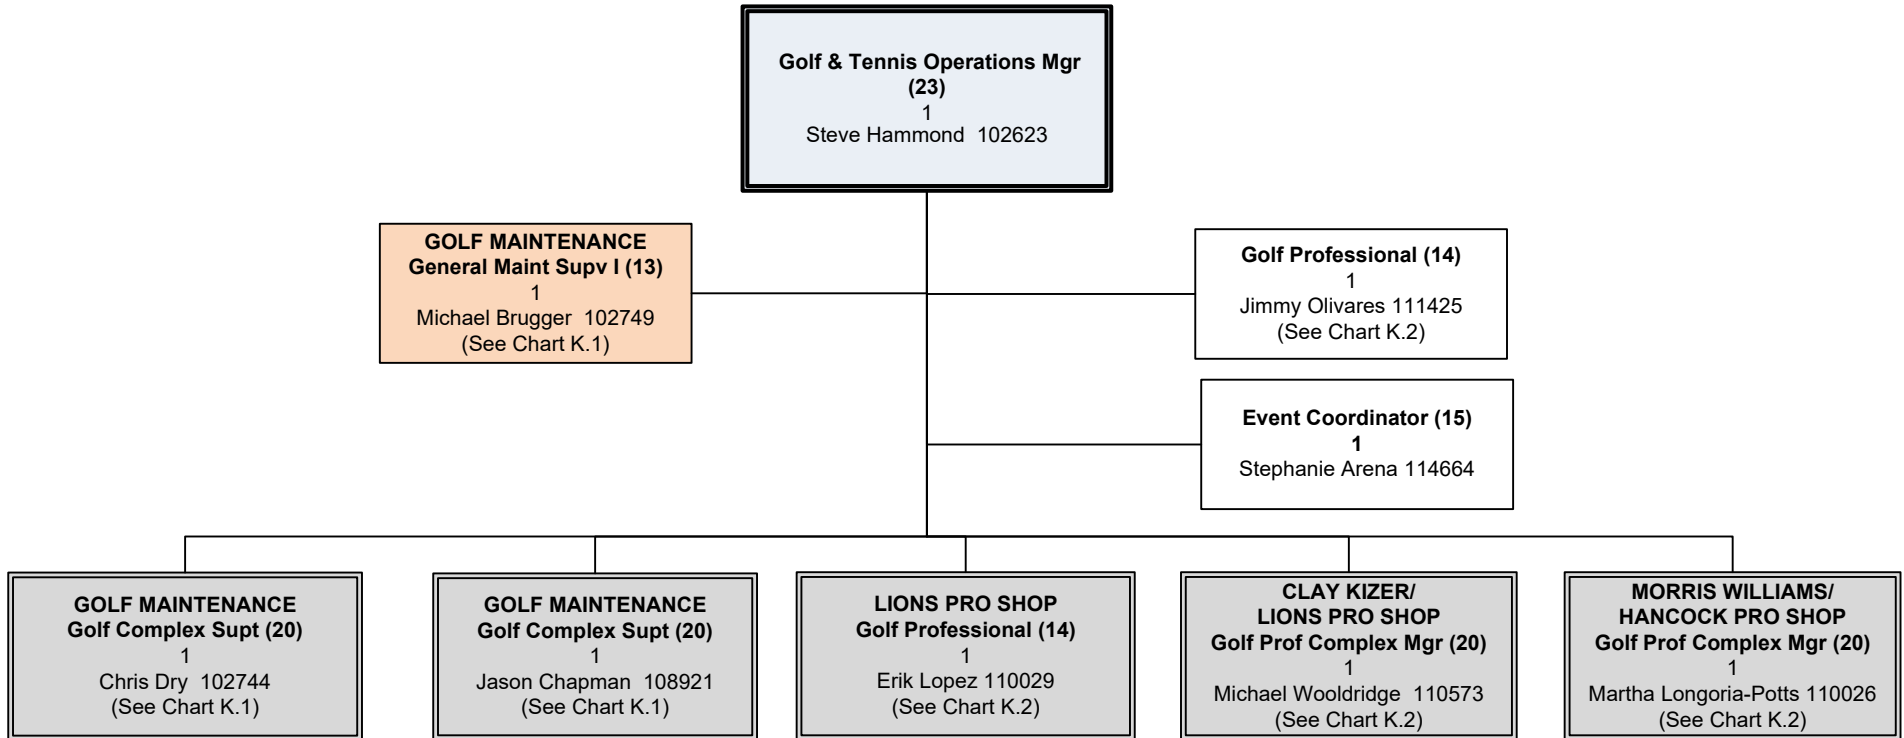 Golf & Tennis Operations Mgr
(23)
1
Steve Hammond  102623
GOLF MAINTENANCE
General Maint Supv I (13)
1
Michael Brugger  102749
(See Chart K.1)
Golf Professional (14)
1
Jimmy Olivares 111425
(See Chart K.2)
Event Coordinator (15)
1
Stephanie Arena 114664
GOLF MAINTENANCE
Golf Complex Supt (20)
1
Chris Dry  102744
(See Chart K.1)
GOLF MAINTENANCE
Golf Complex Supt (20)
1
Jason Chapman  108921
(See Chart K.1)
LIONS PRO SHOP
Golf Professional (14)
1
Erik Lopez 110029
(See Chart K.2)
CLAY KIZER/
LIONS PRO SHOP
Golf Prof Complex Mgr (20)
1
Michael Wooldridge  110573
(See Chart K.2)
MORRIS WILLIAMS/
HANCOCK PRO SHOP
Golf Prof Complex Mgr (20)
1
Martha Longoria-Potts 110026
(See Chart K.2)